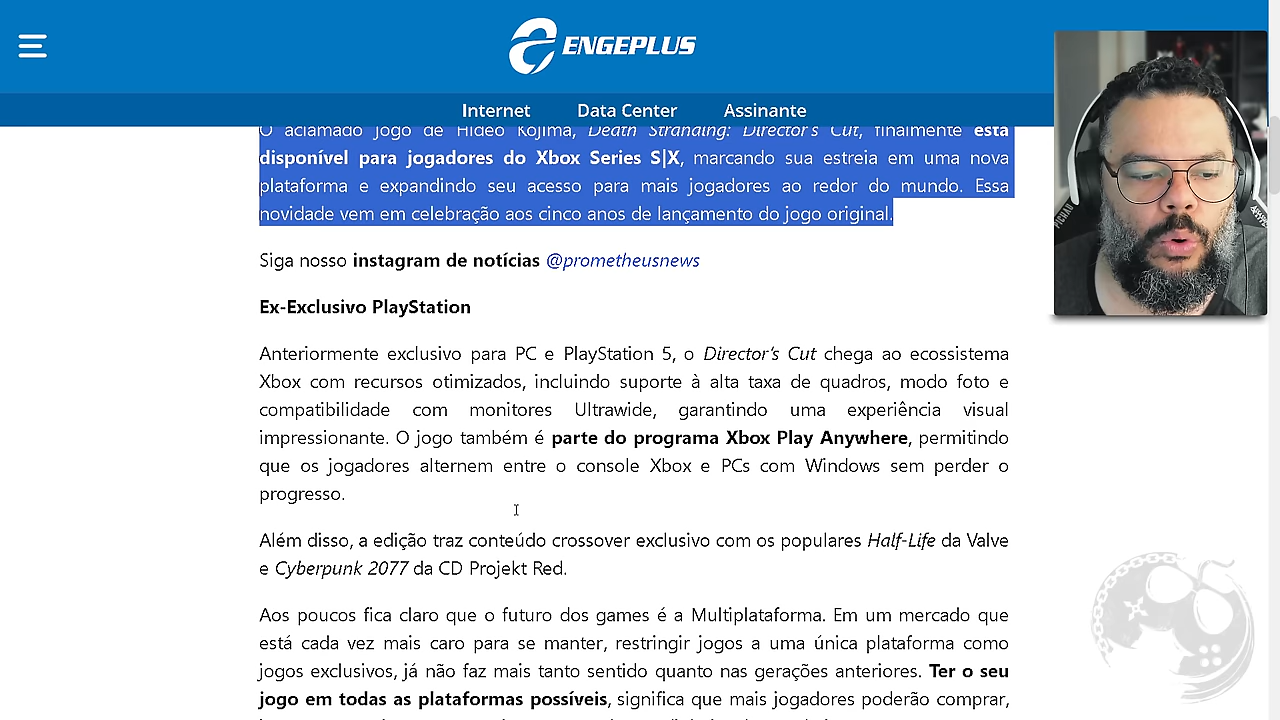 ENGEPLUS
Internet Data Center Assinante
O aclamado jogo de Hideo Kojima, Death Stranding: Director's Cut, finalmente está
disponível para jogadores do Xbox Series S|X, marcando sua estreia em uma nova
plataforma e expandindo seu acesso para mais jogadores ao redor do mundo. Essa
novidade vem em celebração aos cinco anos de lançamento do jogo original.
Siga nosso instagram de notícias @prometheusnews
Ex-Exclusivo PlayStation
Anteriormente exclusivo para PC e PlayStation 5, o Director's Cut chega ao ecossistema
Xbox com recursos otimizados, incluindo suporte à alta taxa de quadros, modo foto e
compatibilidade com monitores Ultrawide, garantindo uma experiência visual
impressionante. O jogo também é parte do programa Xbox Play Anywhere, permitindo
que os jogadores alternem entre o console Xbox e PCs com Windows sem perder o
progresso.
Além disso, a edição traz conteúdo crossover exclusivo com os populares Half-Life da Valve
e Cyberpunk 2077 da CD Projekt Red.
Aos poucos fica claro que o futuro dos games é a Multiplataforma. Em um mercado que
está cada vez mais caro para se manter, restringir jogos a uma única plataforma como
jogos exclusivos, já não faz mais tanto sentido quanto nas gerações anteriores. Ter o seu
jogo em todas as plataformas possíveis, significa que mais jogadores poderão comprar,
PICHAU